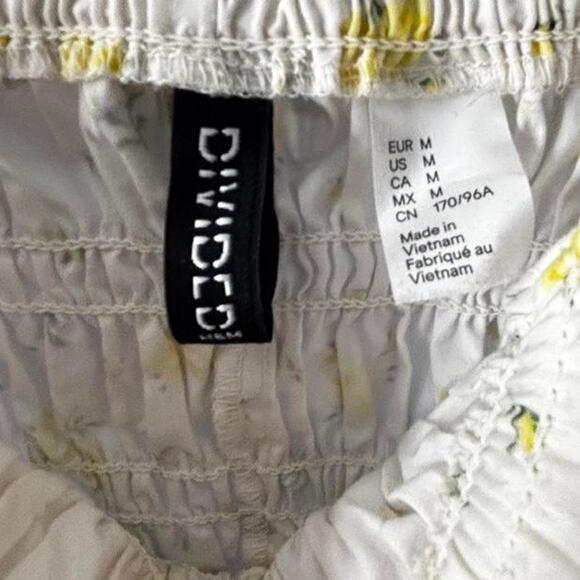 DIVIDED
H&M
EUR M
US M
CA M
MX M
CN 170/96A
Made in
Vietnam
Fabriqué au
Vietnam